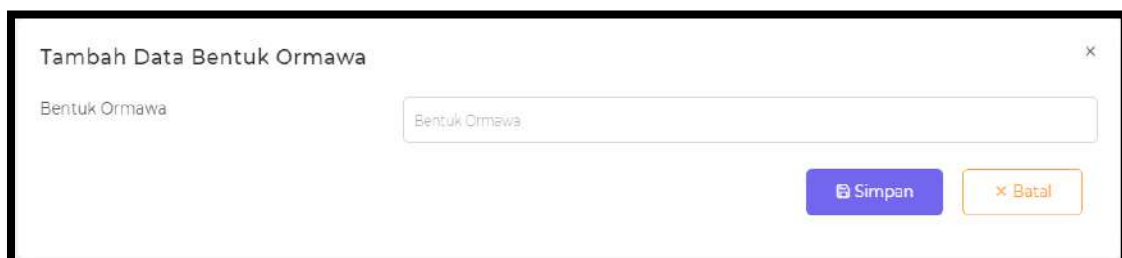 Tambah Data Bentuk Ormawa ×
Bentuk Ormawa
Bentuk Ormawa
Simpan × Batal